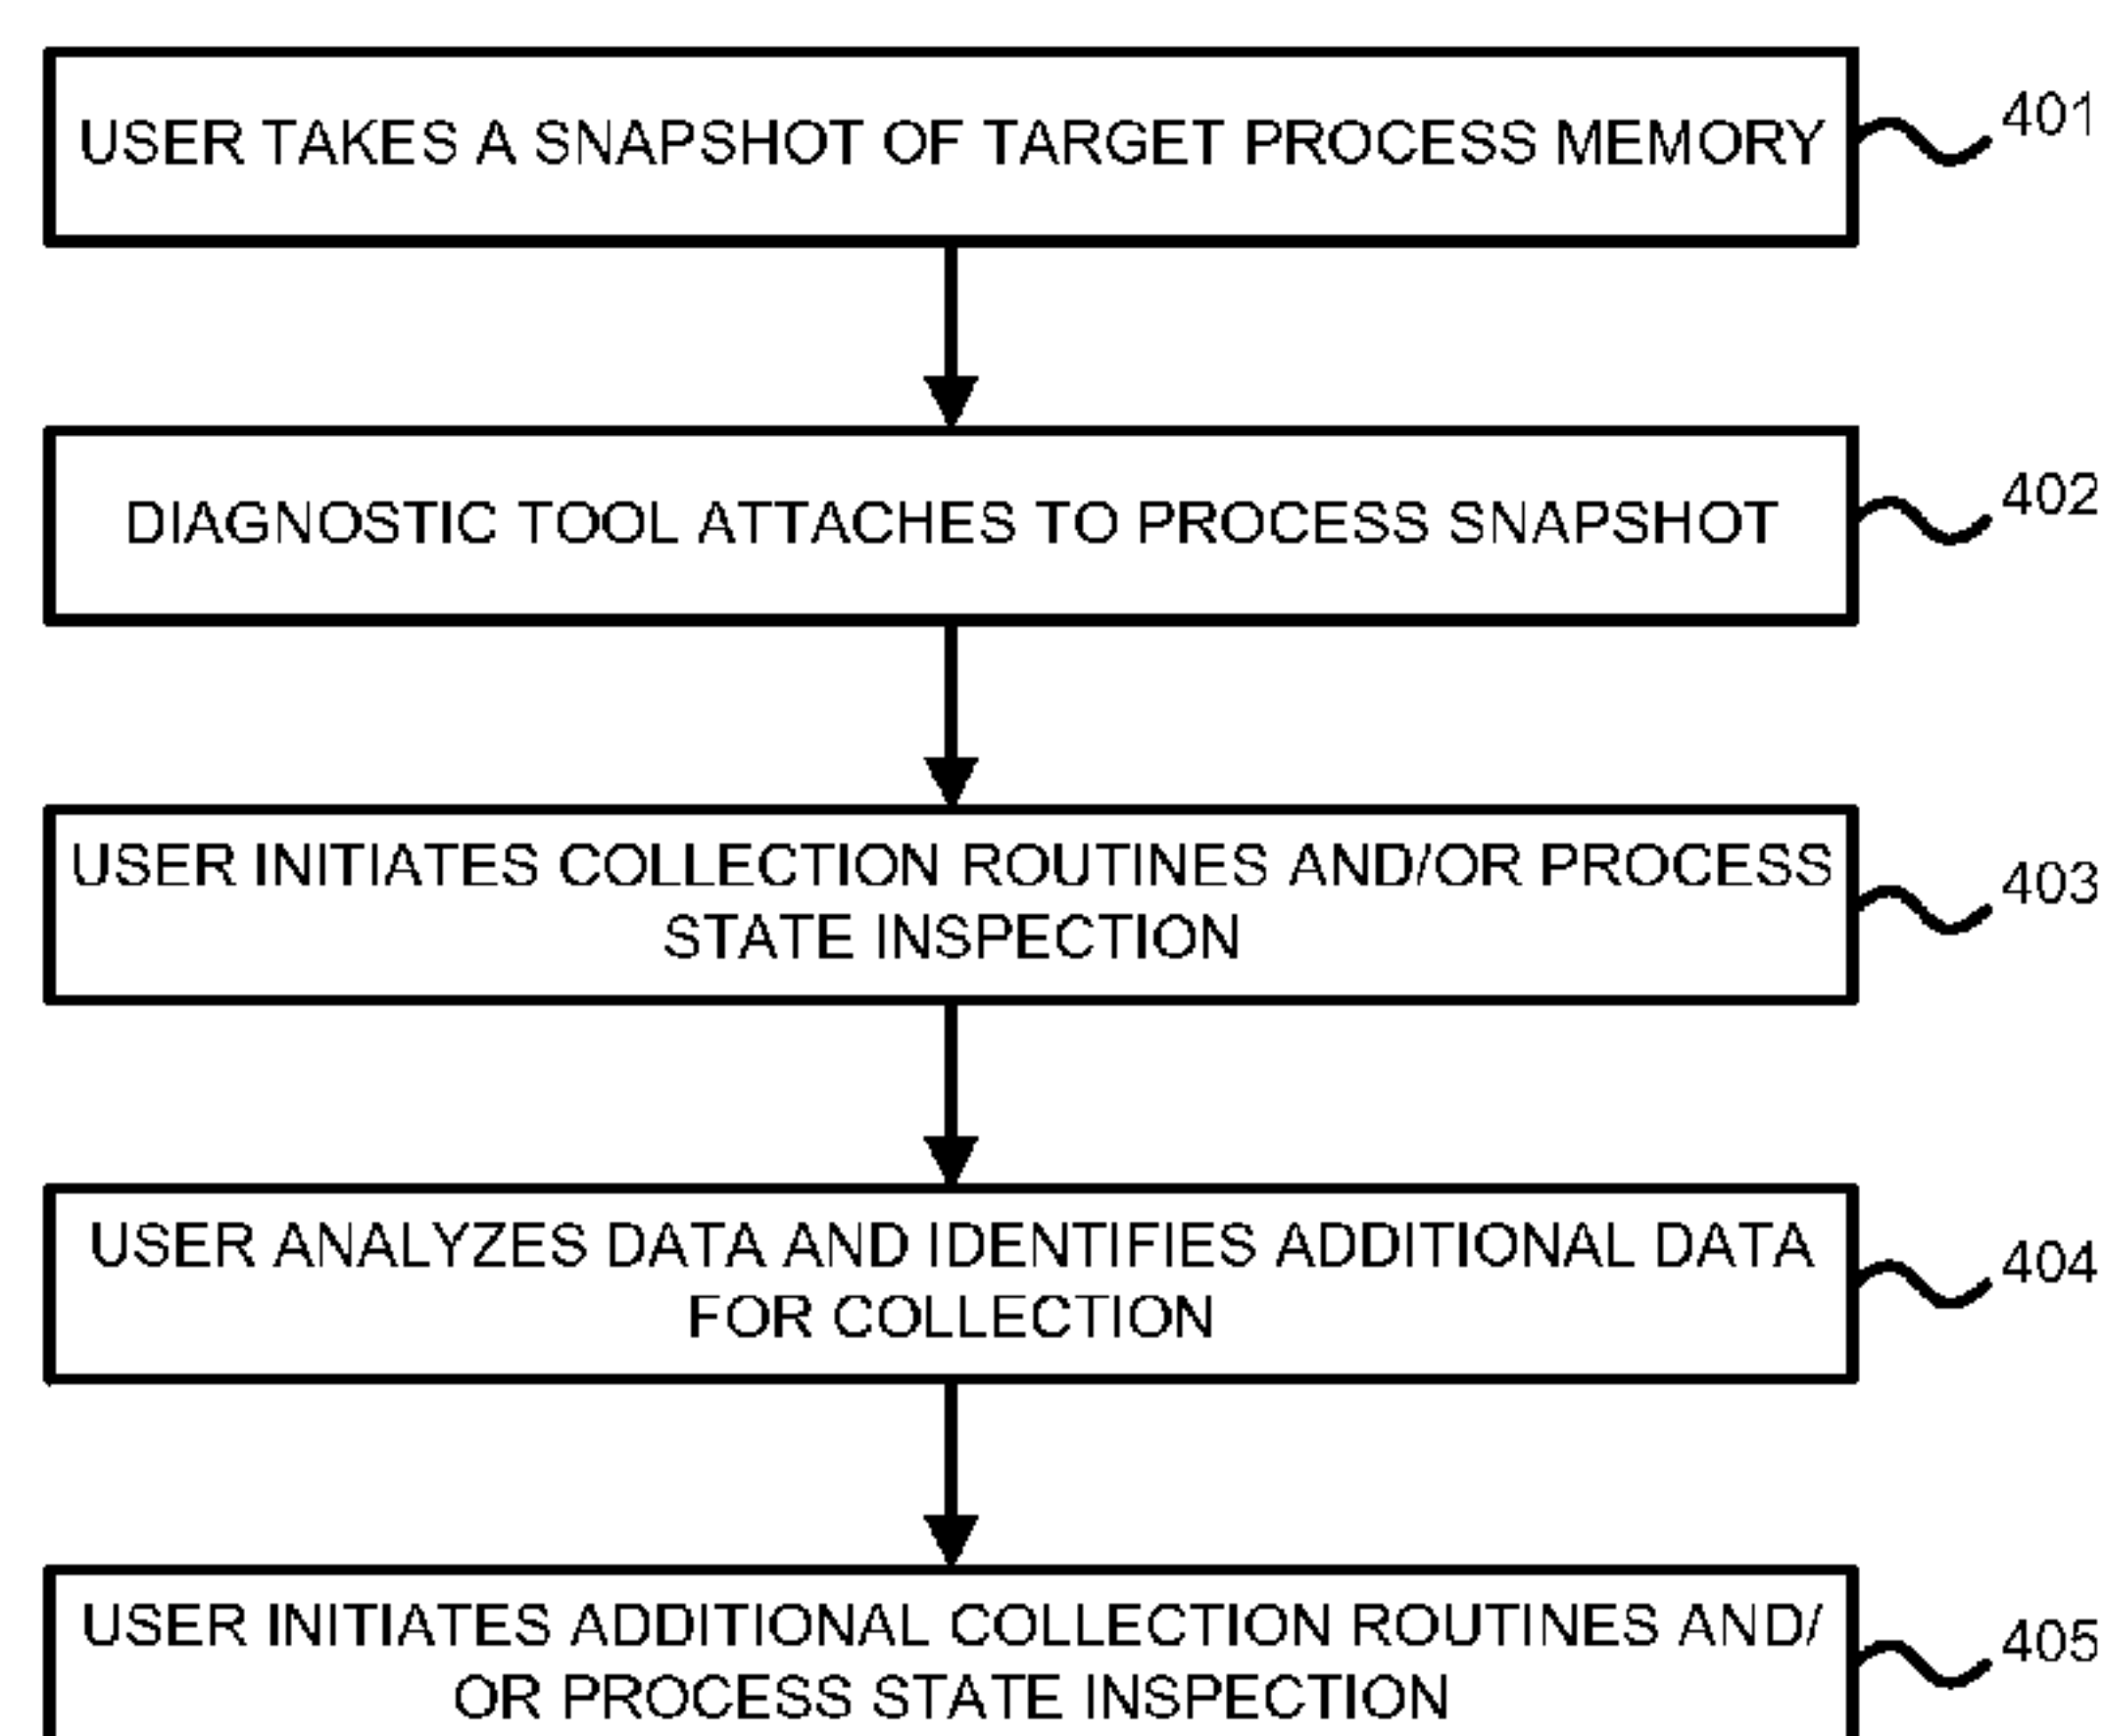 USER TAKES A SNAPSHOT OF TARGET PROCESS MEMORY
401
DIAGNOSTIC TOOL ATTACHES TO PROCESS SNAPSHOT
402
USER INITIATES COLLECTION ROUTINES AND/OR PROCESS
STATE INSPECTION
403
USER ANALYZES DATA AND IDENTIFIES ADDITIONAL DATA
FOR COLLECTION
404
USER INITIATES ADDITIONAL COLLECTION ROUTINES AND/
OR PROCESS STATE INSPECTION
405